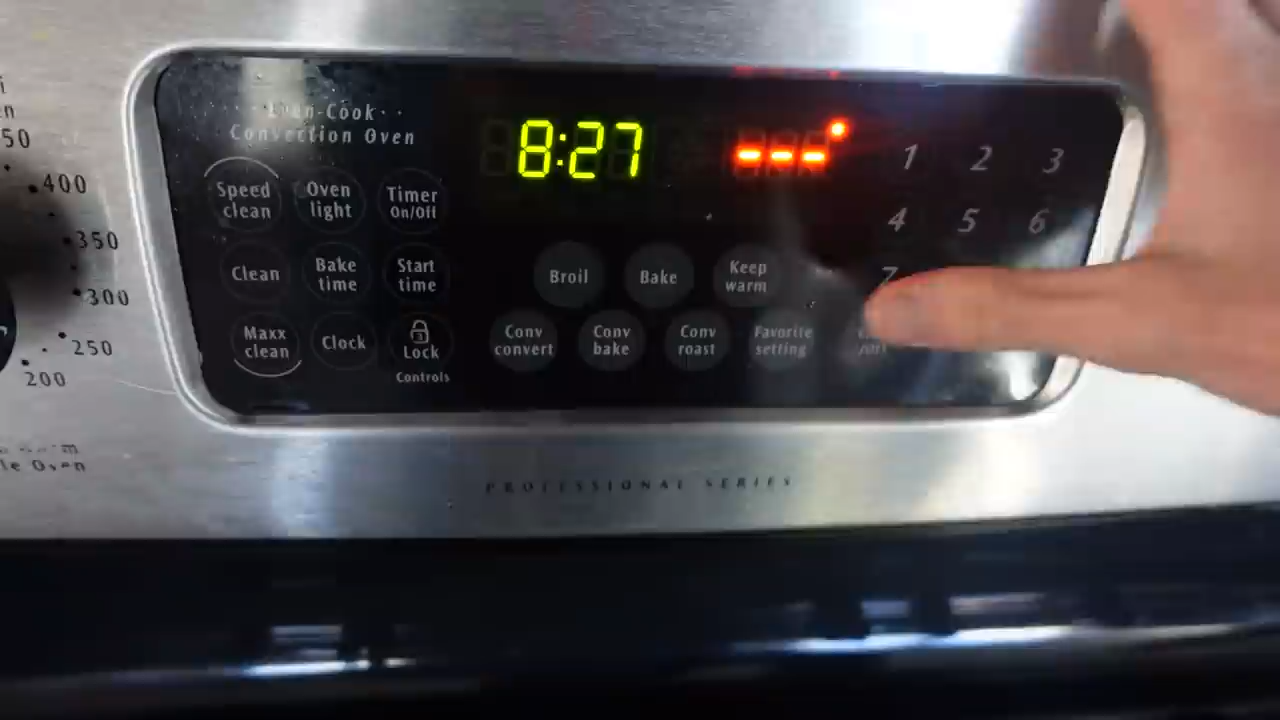 Even-Cook
Convection Oven
8:27
---
1 2 3
Speed clean
Oven light
Timer On/Off
4 5 6
Clean
Bake time
Start time
Broil
Bake
Keep warm
7
Maxx clean
Clock
Lock
Controls
Conv convert
Conv bake
Conv roast
Favorite setting
400
350
300
250
200
Oven
PROFESSIONAL SERIES